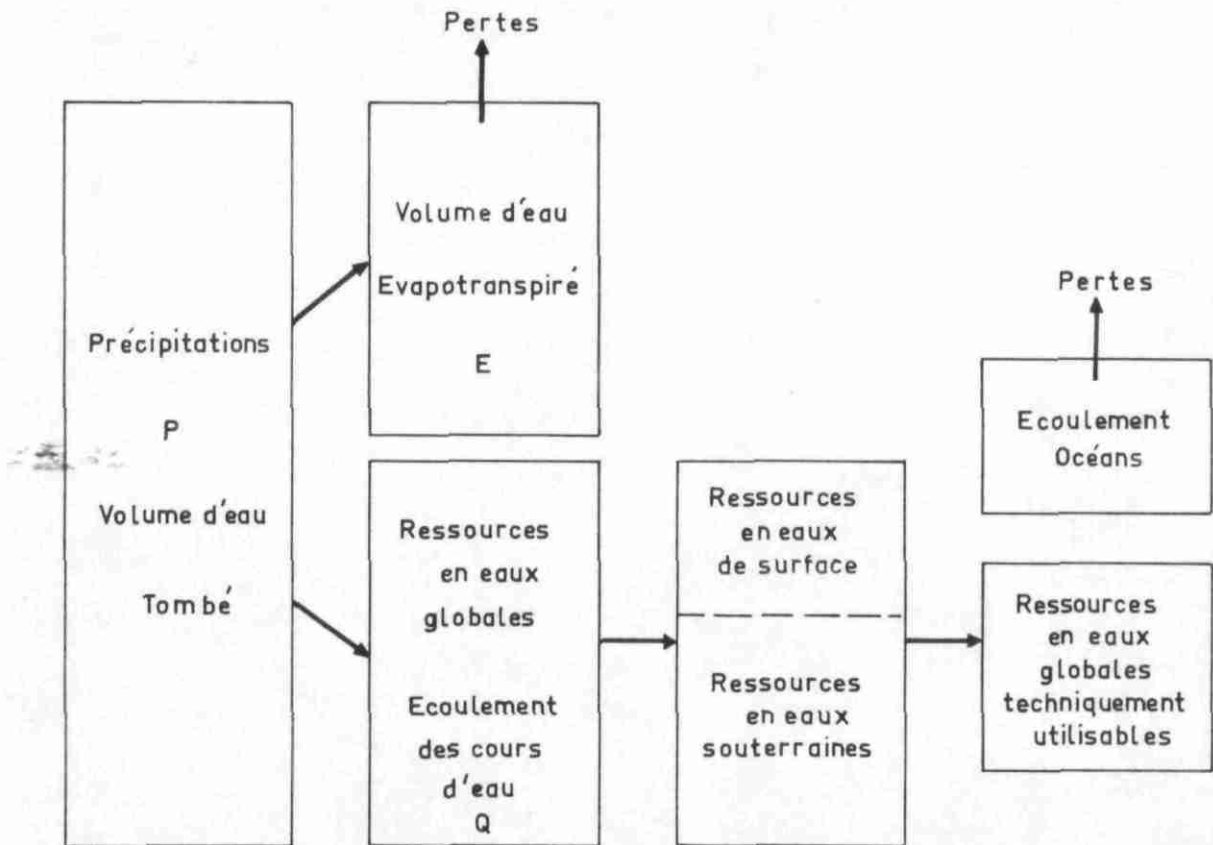 Pertes
Précipitations
P
Volume d'eau
Tombé
Volume d'eau
Evapotranspiré
E
Ressources
en eaux
globales
Ecoulement
des cours
d'eau
Q
Ressources
en eaux
de surface
Ressources
en eaux
souterraines
Pertes
Ecoulement
Océans
Ressources
en eaux
globales
techniquement
utilisables